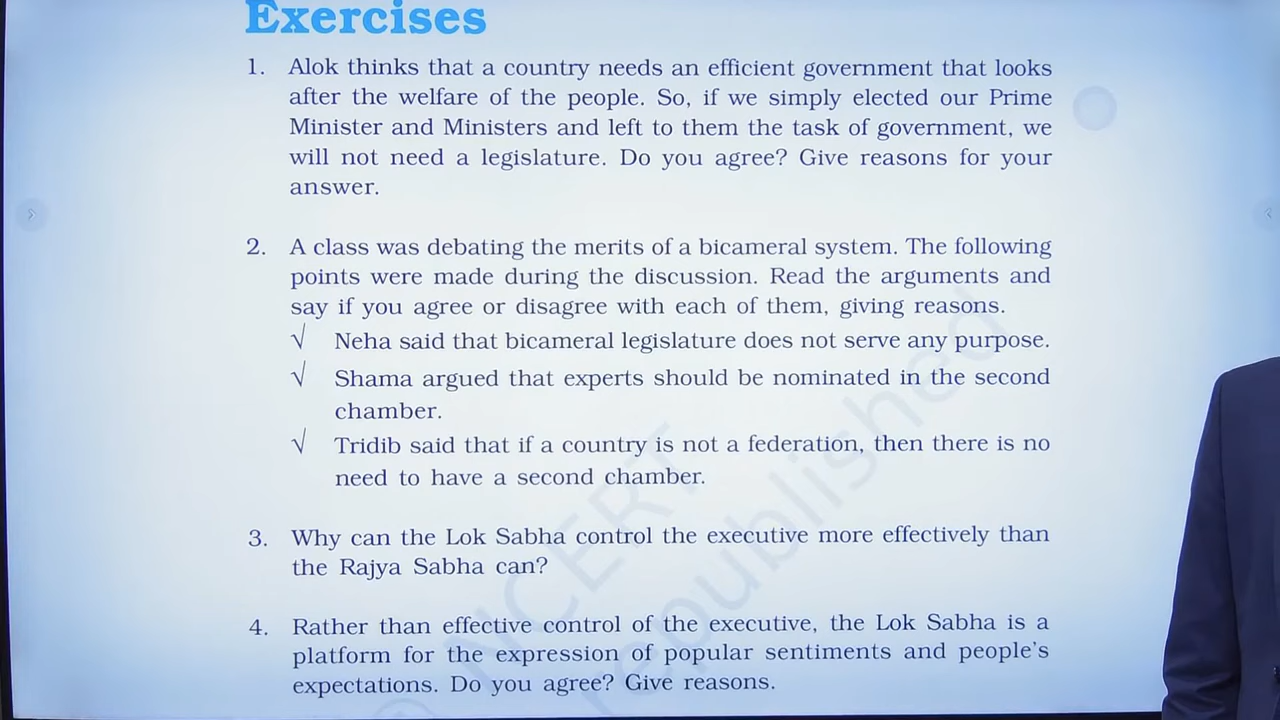 Exercises
1. Alok thinks that a country needs an efficient government that looks
after the welfare of the people. So, if we simply elected our Prime
Minister and Ministers and left to them the task of government, we
will not need a legislature. Do you agree? Give reasons for your
answer.
2. A class was debating the merits of a bicameral system. The following
points were made during the discussion. Read the arguments and
say if you agree or disagree with each of them, giving reasons.
√ Neha said that bicameral legislature does not serve any purpose.
√ Shama argued that experts should be nominated in the second
chamber.
√ Tridib said that if a country is not a federation, then there is no
need to have a second chamber.
3. Why can the Lok Sabha control the executive more effectively than
the Rajya Sabha can?
4. Rather than effective control of the executive, the Lok Sabha is a
platform for the expression of popular sentiments and people's
expectations. Do you agree? Give reasons.
© NCERT
republished